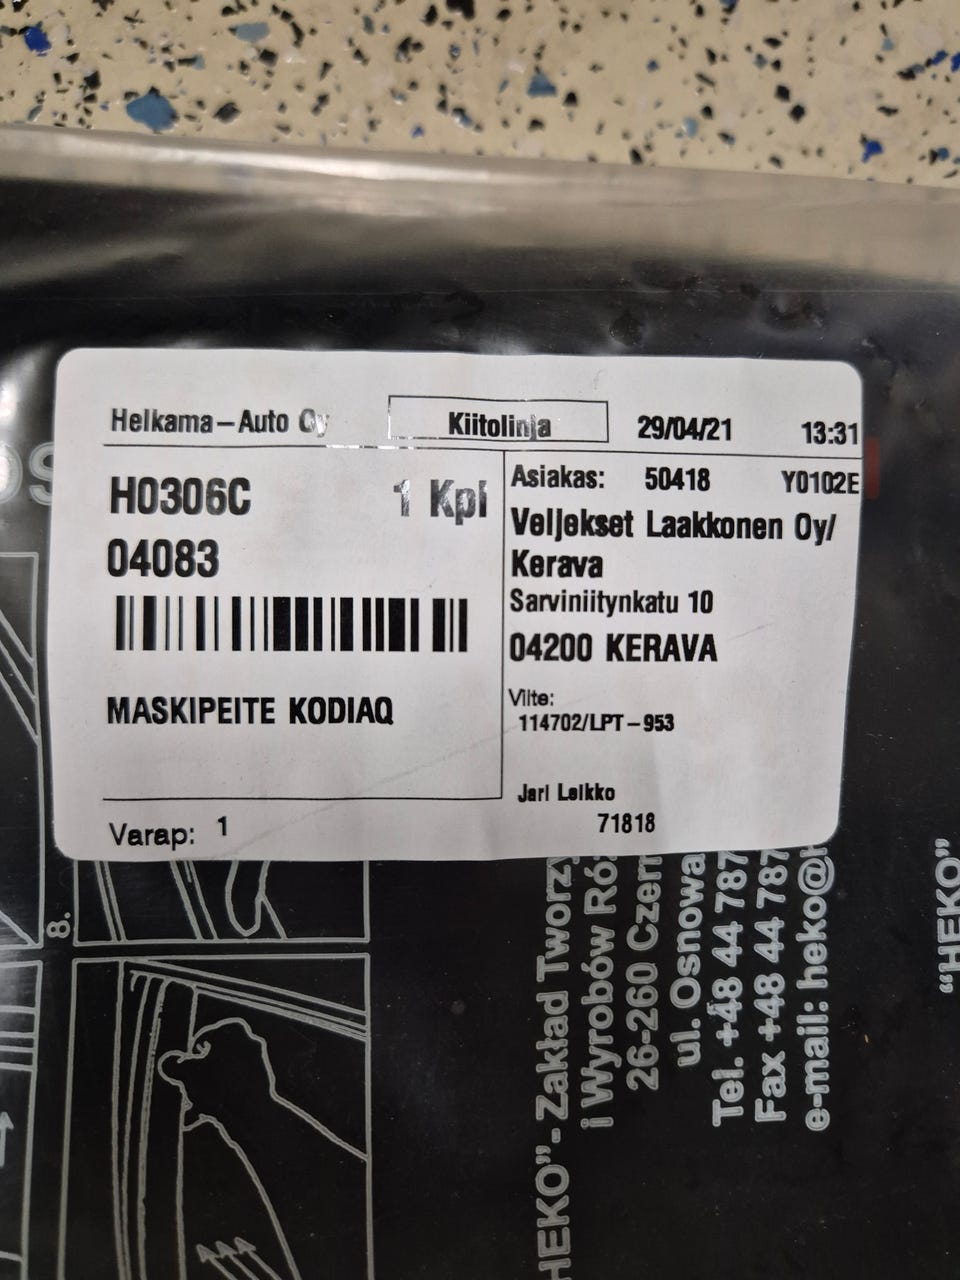 Helkama-Auto Oy
Kiitolinja
29/04/21
13:31
H0306C
1 Kpl
04083
MASKIPEITE KODIAQ
Varap: 1
Asiakas: 50418 Y0102E
Veljekset Laakkonen Oy/
Kerava
Sarviniitynkatu 10
04200 KERAVA
Viite:
114702/LPT-953
Jari Leikko
71818
8.
HEKO”- Zakład Tworzy
i Wyrobów Ró
26-260 Czer
ul. Osnowa
Tel. +48 44 787
Fax +48 44 787
e-mail: heko@h
“HEKO”